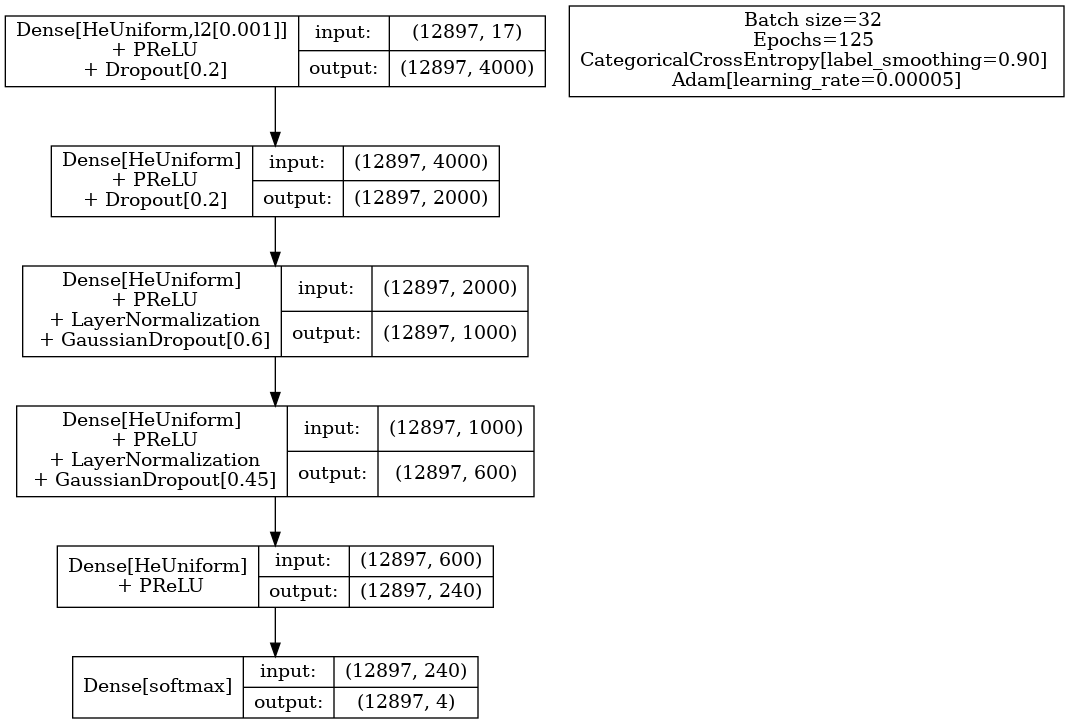 Dense[HeUniform,l2[0.001]]
+ PReLU
+ Dropout[0.2]
input:
(12897, 17)
output:
(12897, 4000)
Batch size=32
Epochs=125
CategoricalCrossEntropy[label_smoothing=0.90]
Adam[learning_rate=0.00005]
Dense[HeUniform]
+ PReLU
+ Dropout[0.2]
input:
(12897, 4000)
output:
(12897, 2000)
Dense[HeUniform]
+ PReLU
+ LayerNormalization
+ GaussianDropout[0.6]
input:
(12897, 2000)
output:
(12897, 1000)
Dense[HeUniform]
+ PReLU
+ LayerNormalization
+ GaussianDropout[0.45]
input:
(12897, 1000)
output:
(12897, 600)
Dense[HeUniform]
+ PReLU
input:
(12897, 600)
output:
(12897, 240)
Dense[softmax]
input:
(12897, 240)
output:
(12897, 4)